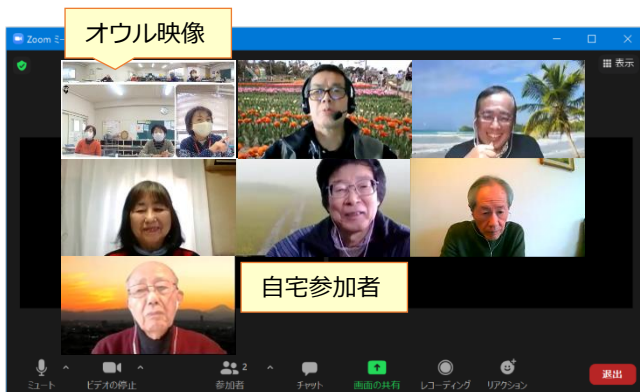 オウル映像
Zoom ミー
表示
自宅参加者
ミュート
ビデオの停止
参加者
2
チャット
画面の共有
レコーディング
リアクション
退出